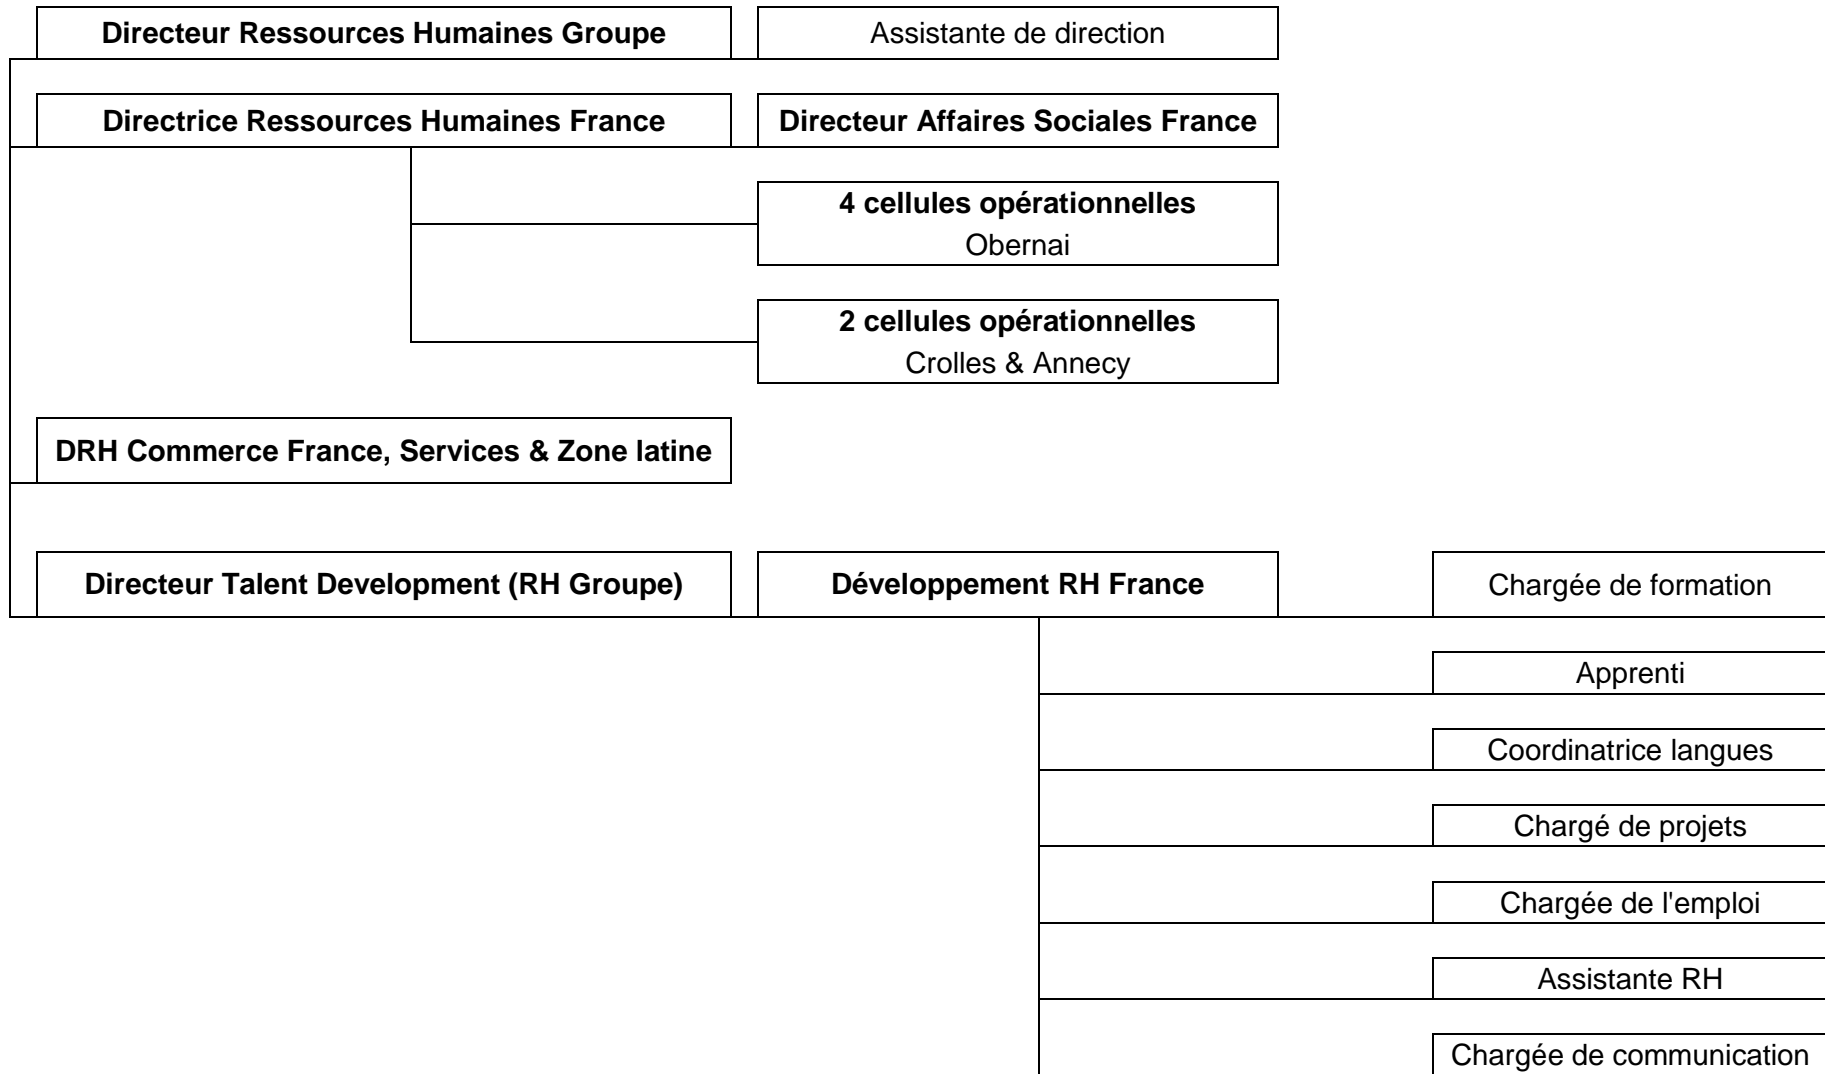 Directeur Ressources Humaines Groupe
Assistante de direction
Directrice Ressources Humaines France
Directeur Affaires Sociales France
4 cellules opérationnelles
Obernai
2 cellules opérationnelles
Crolles & Annecy
DRH Commerce France, Services & Zone latine
Directeur Talent Development (RH Groupe)
Développement RH France
Chargée de formation
Apprenti
Coordinatrice langues
Chargé de projets
Chargée de l'emploi
Assistante RH
Chargée de communication